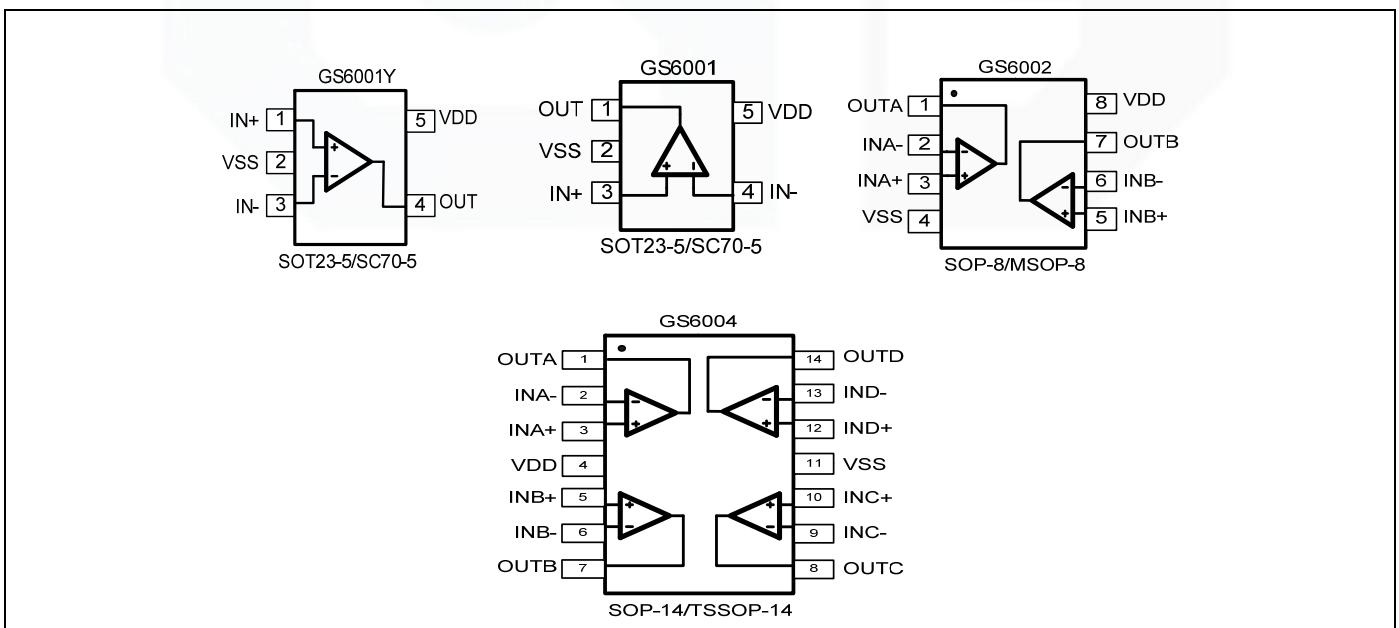 GS6001Y
IN+ 1
VSS 2
IN- 3
5 VDD
4 OUT
+
-
SOT23-5/SC70-5
GS6001
OUT 1
VSS 2
IN+ 3
5 VDD
4 IN-
+ -
SOT23-5/SC70-5
GS6002
OUTA 1
INA- 2
INA+ 3
VSS 4
8 VDD
7 OUTB
6 INB-
5 INB+
-
+
-
+
SOP-8/MSOP-8
GS6004
OUTA 1
INA- 2
INA+ 3
VDD 4
INB+ 5
INB- 6
OUTB 7
14 OUTD
13 IND-
12 IND+
11 VSS
10 INC+
9 INC-
8 OUTC
-
+
-
+
+
-
+
-
SOP-14/TSSOP-14